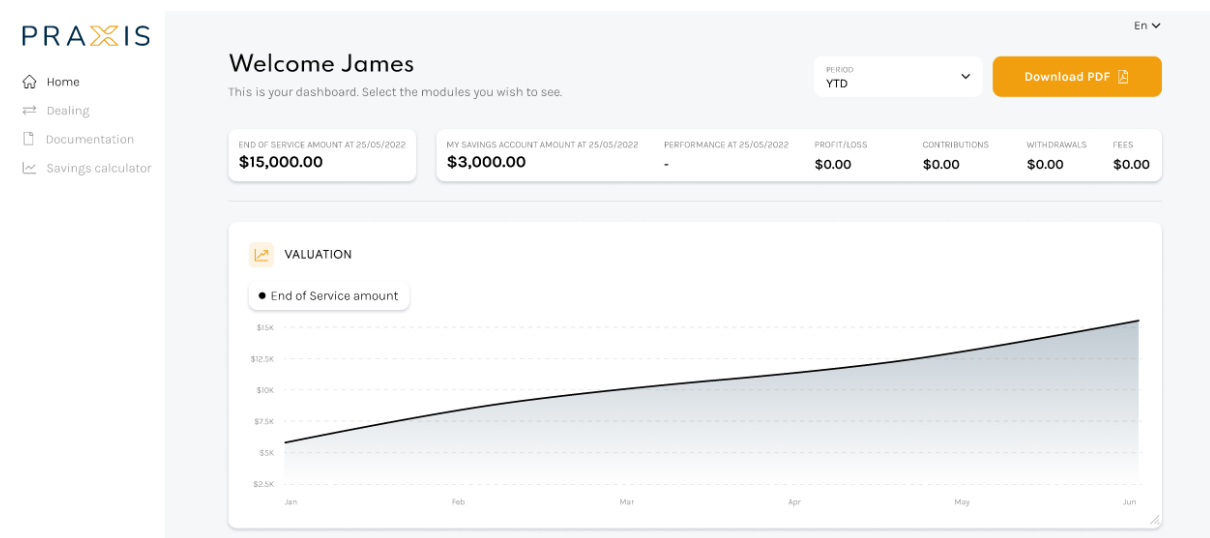 PRAXIS
En
Home
Dealing
Documentation
Savings calculator
Welcome James
This is your dashboard. Select the modules you wish to see.
PERIOD
YTD
Download PDF
END OF SERVICE AMOUNT AT 25/05/2022
$15,000.00
MY SAVINGS ACCOUNT AMOUNT AT 25/05/2022
$3,000.00
PERFORMANCE AT 25/05/2022
-
PROFIT/LOSS
$0.00
CONTRIBUTIONS
$0.00
WITHDRAWALS
$0.00
FEES
$0.00
VALUATION
End of Service amount
$15K
$12.5K
$10K
$7.5K
$5K
$2.5K
Jan Feb Mar Apr May Jun